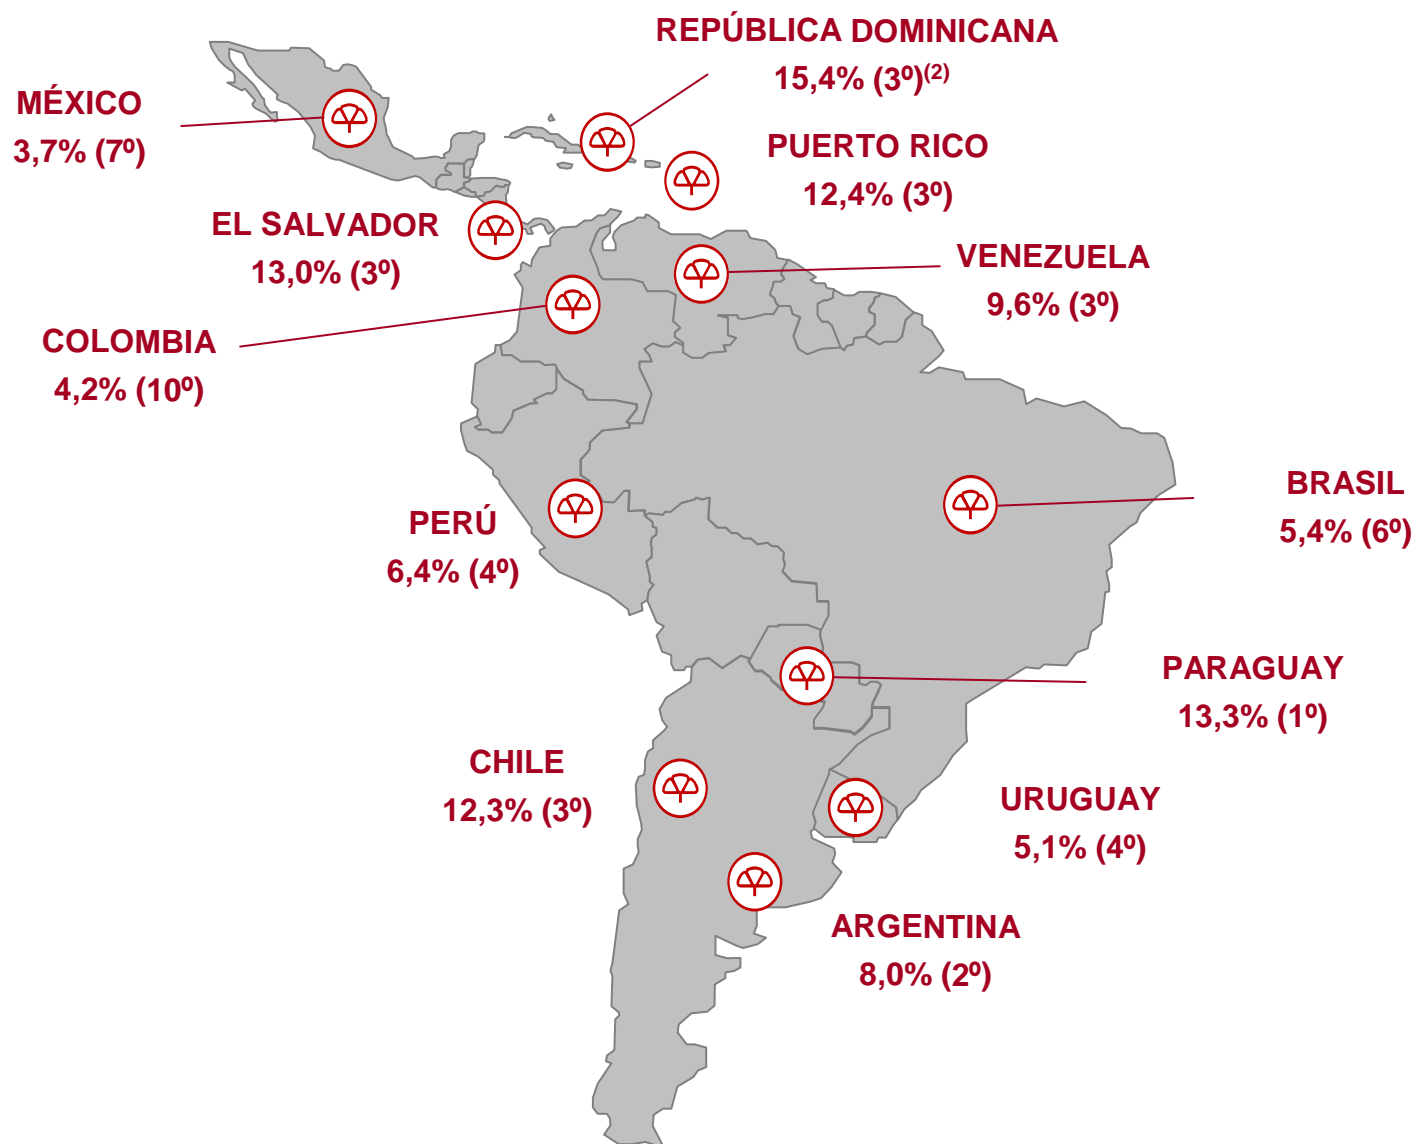 REPÚBLICA DOMINICANA
15,4% (3º)(2)
MÉXICO
3,7% (7º)
PUERTO RICO
12,4% (3º)
EL SALVADOR
13,0% (3º)
VENEZUELA
9,6% (3º)
COLOMBIA
4,2% (10º)
BRASIL
5,4% (6º)
PERÚ
6,4% (4º)
PARAGUAY
13,3% (1º)
CHILE
12,3% (3º)
URUGUAY
5,1% (4º)
ARGENTINA
8,0% (2º)